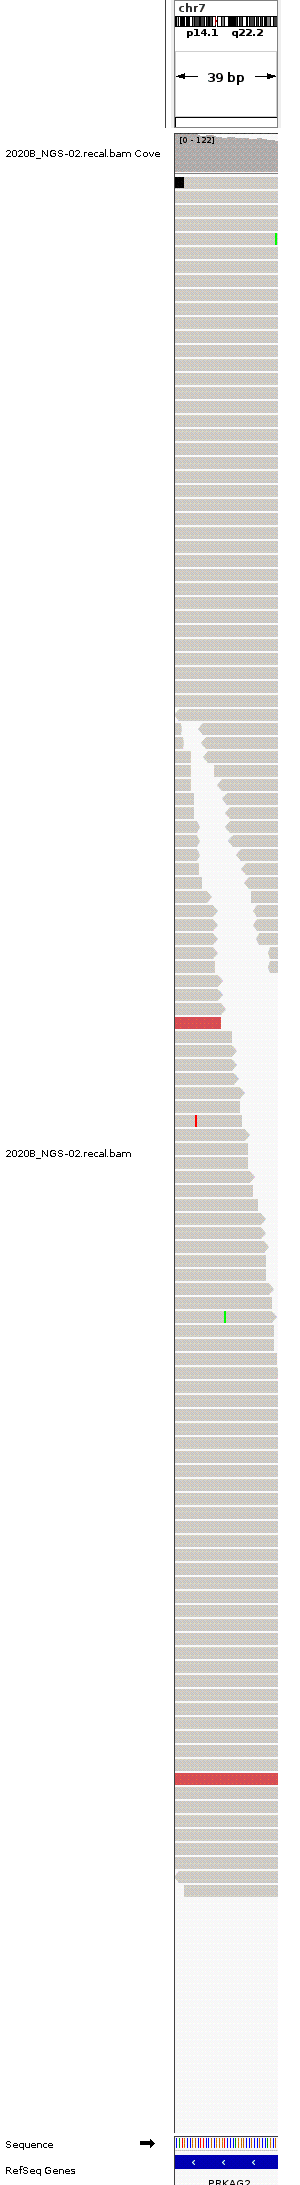 chr7
p14.1 q22.2
39 bp
[0 - 122]
2020B_NGS-02.recal.bam Cove
2020B_NGS-02.recal.bam
Sequence
RefSeq Genes
PRKAG2